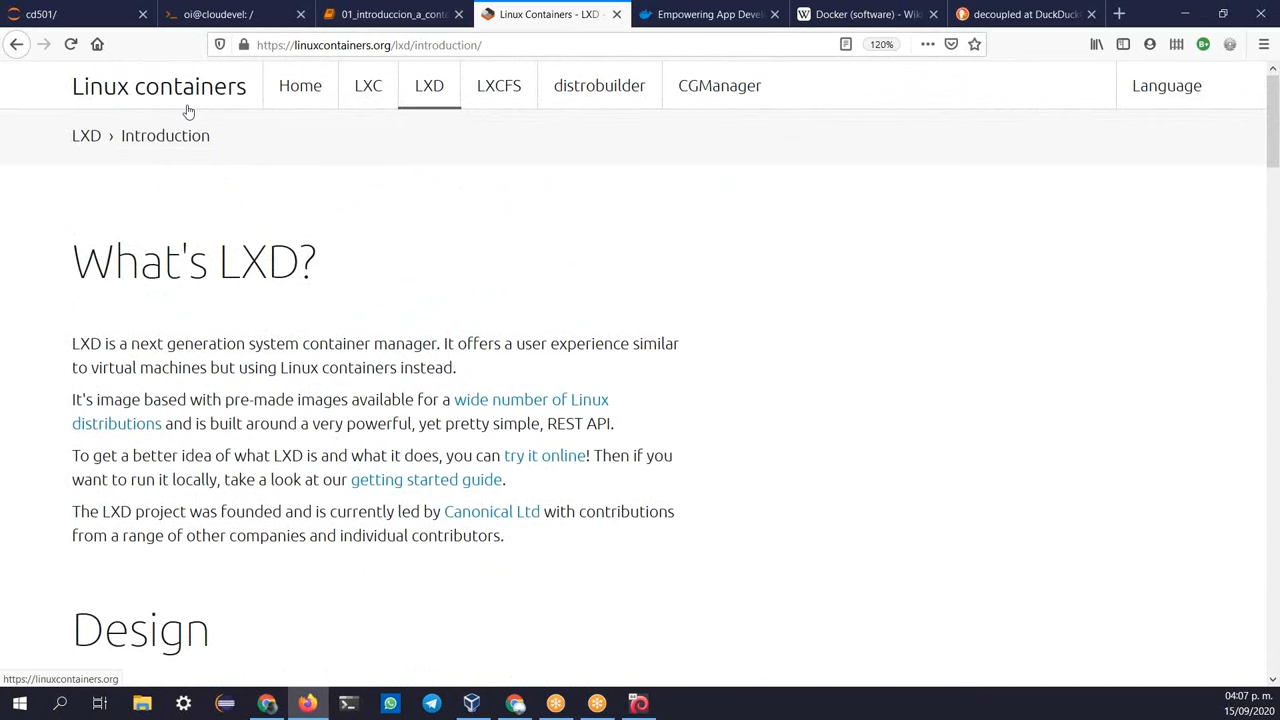 cd501/
oi@cloudevel: /
01_introduccion_a_cont
Linux Containers - LXD -
Empowering App Devel
Docker (software) - Wiki
decoupled at DuckDuck
https://linuxcontainers.org/lxd/introduction/
120%
Linux containers
Home
LXC
LXD
LXCFS
distrobuilder
CGManager
Language
LXD › Introduction
What's LXD?
LXD is a next generation system container manager. It offers a user experience similar
to virtual machines but using Linux containers instead.
It's image based with pre-made images available for a wide number of Linux
distributions and is built around a very powerful, yet pretty simple, REST API.
To get a better idea of what LXD is and what it does, you can try it online! Then if you
want to run it locally, take a look at our getting started guide.
The LXD project was founded and is currently led by Canonical Ltd with contributions
from a range of other companies and individual contributors.
Design
https://linuxcontainers.org
04:07 p. m.
15/09/2020